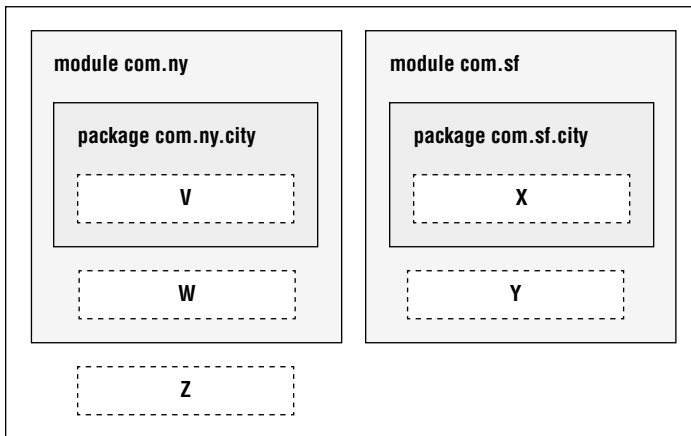 module com.ny
module com.sf
package com.ny.city
package com.sf.city
V
X
W
Y
Z